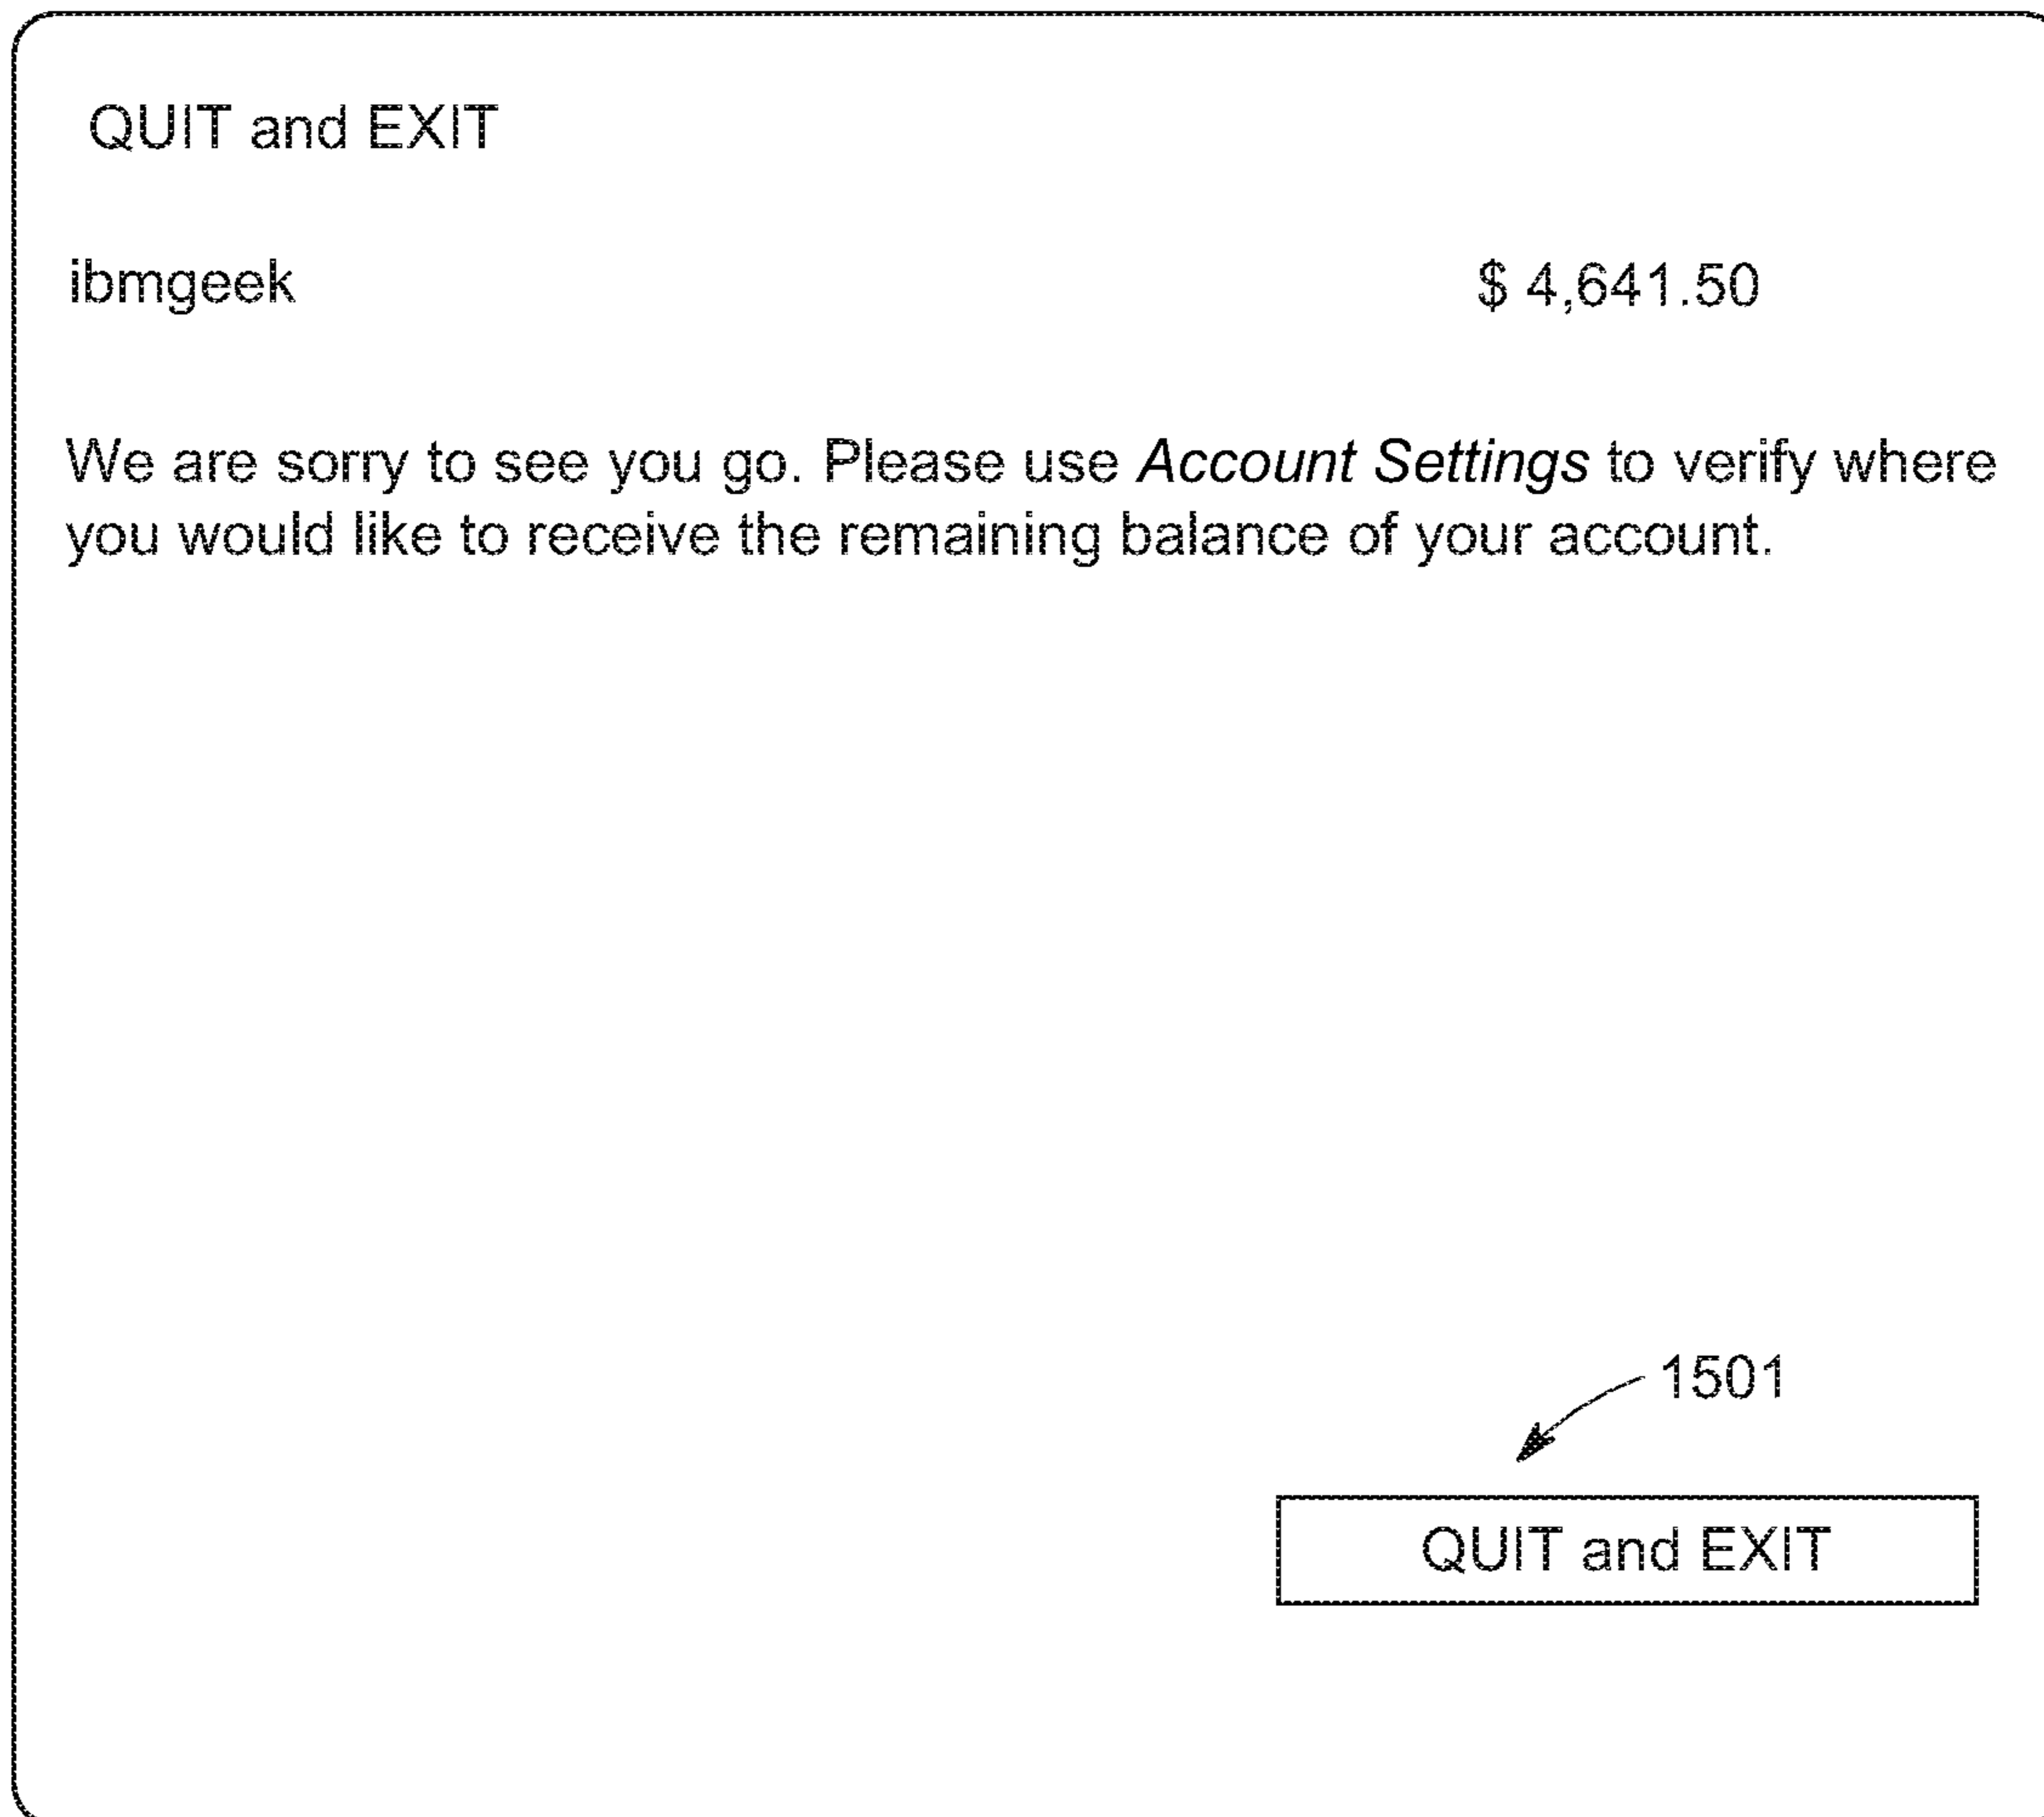 QUIT and EXIT
ibmgeek $ 4,641.50
We are sorry to see you go. Please use Account Settings to verify where
you would like to receive the remaining balance of your account.
1501
QUIT and EXIT